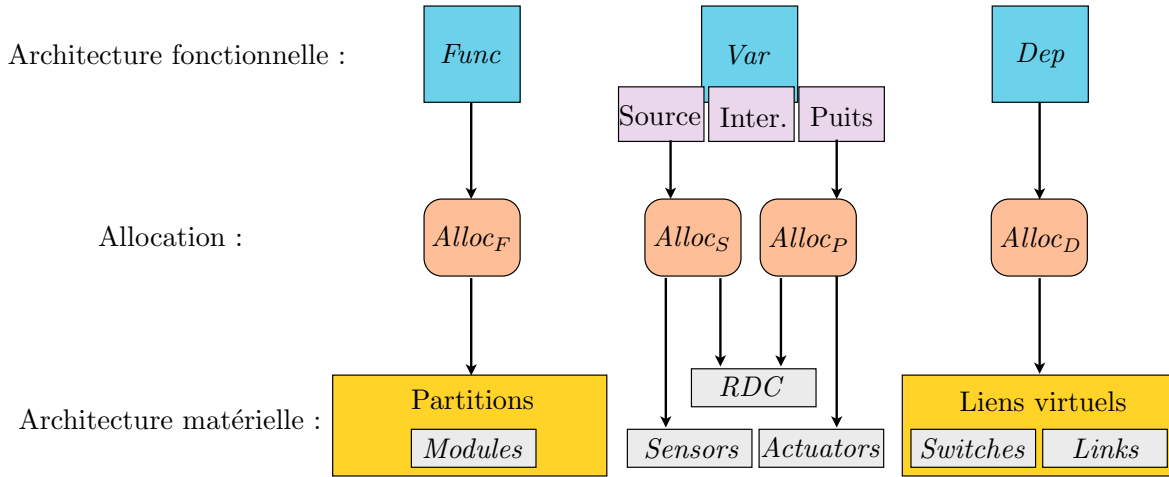 Architecture fonctionnelle : Func Var Dep
Source Inter. Puits
Allocation : Alloc_F Alloc_S Alloc_P Alloc_D
RDC
Partitions Liens virtuels
Architecture matérielle :
Modules Sensors Actuators Switches Links